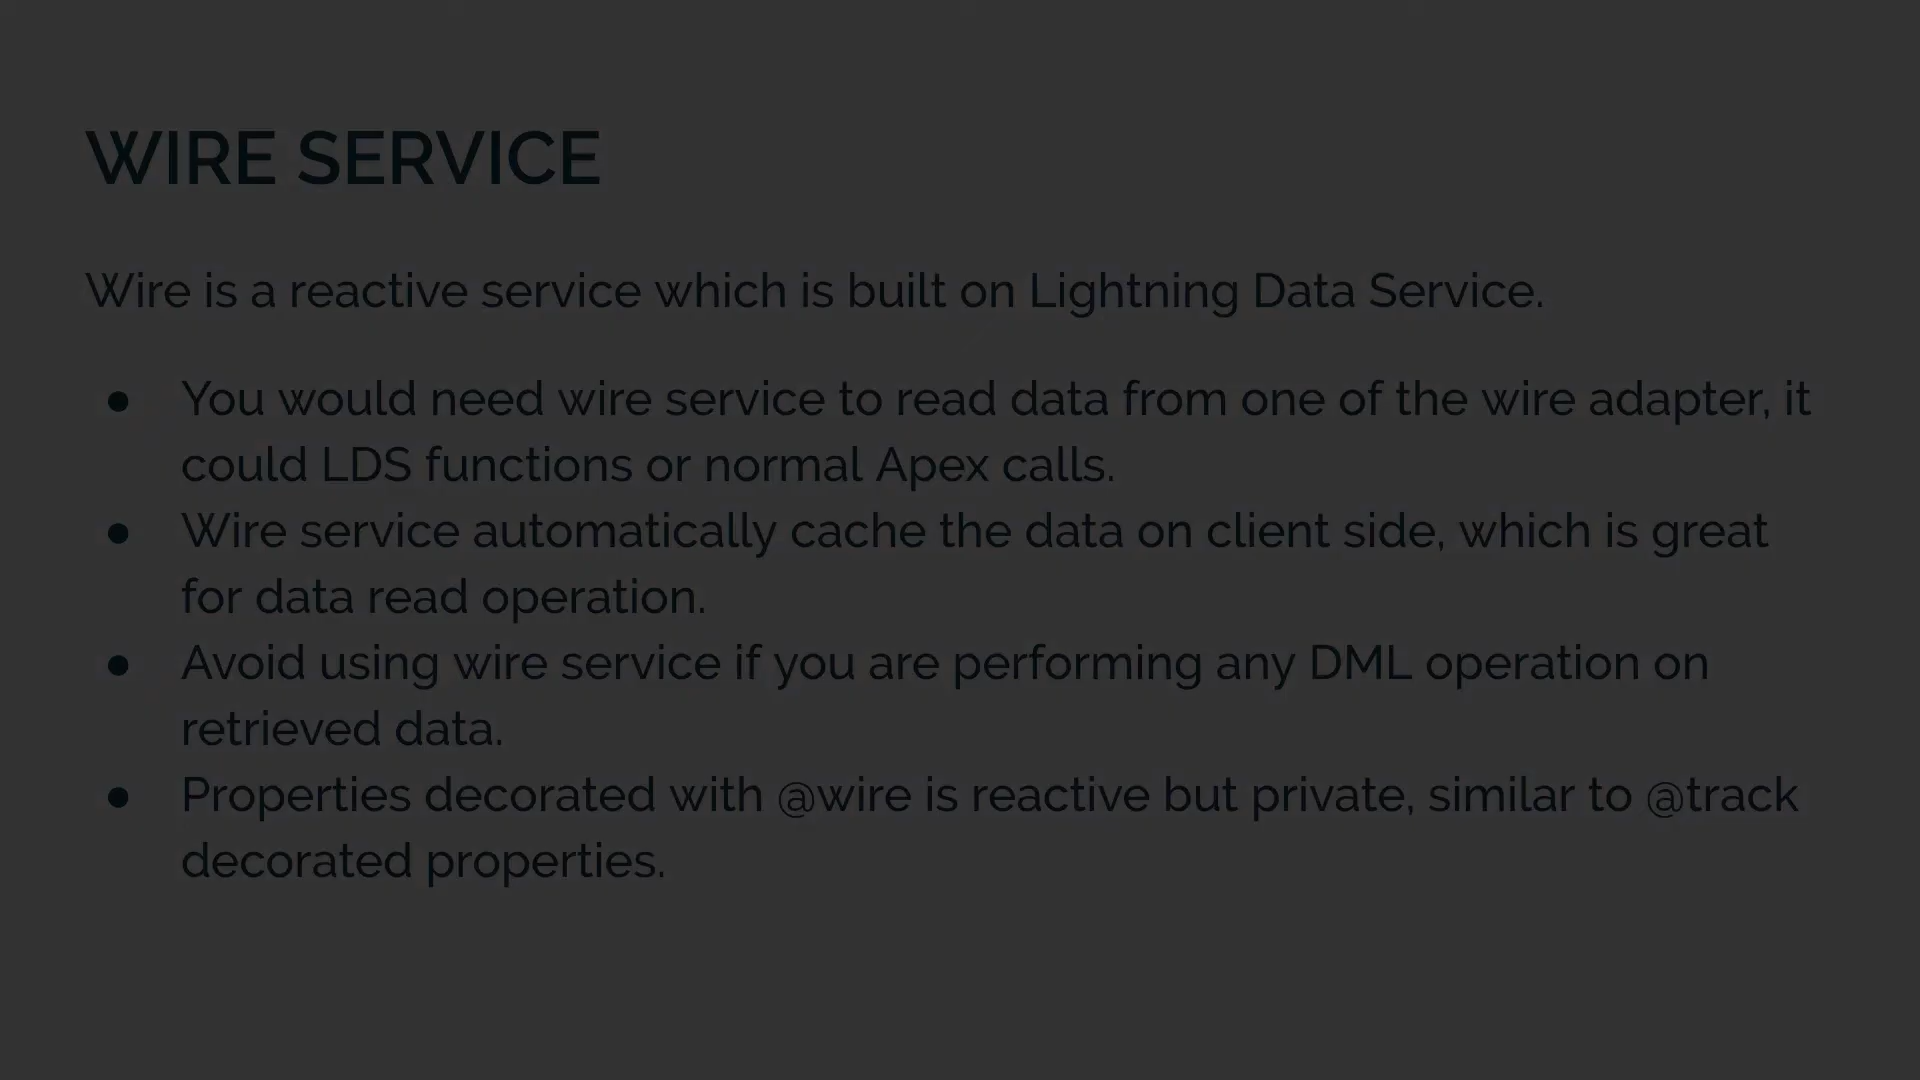 WIRE SERVICE
Wire is a reactive service which is built on Lightning Data Service.
● You would need wire service to read data from one of the wire adapter, it
could LDS functions or normal Apex calls.
● Wire service automatically cache the data on client side, which is great
for data read operation.
● Avoid using wire service if you are performing any DML operation on
retrieved data.
● Properties decorated with @wire is reactive but private, similar to @track
decorated properties.